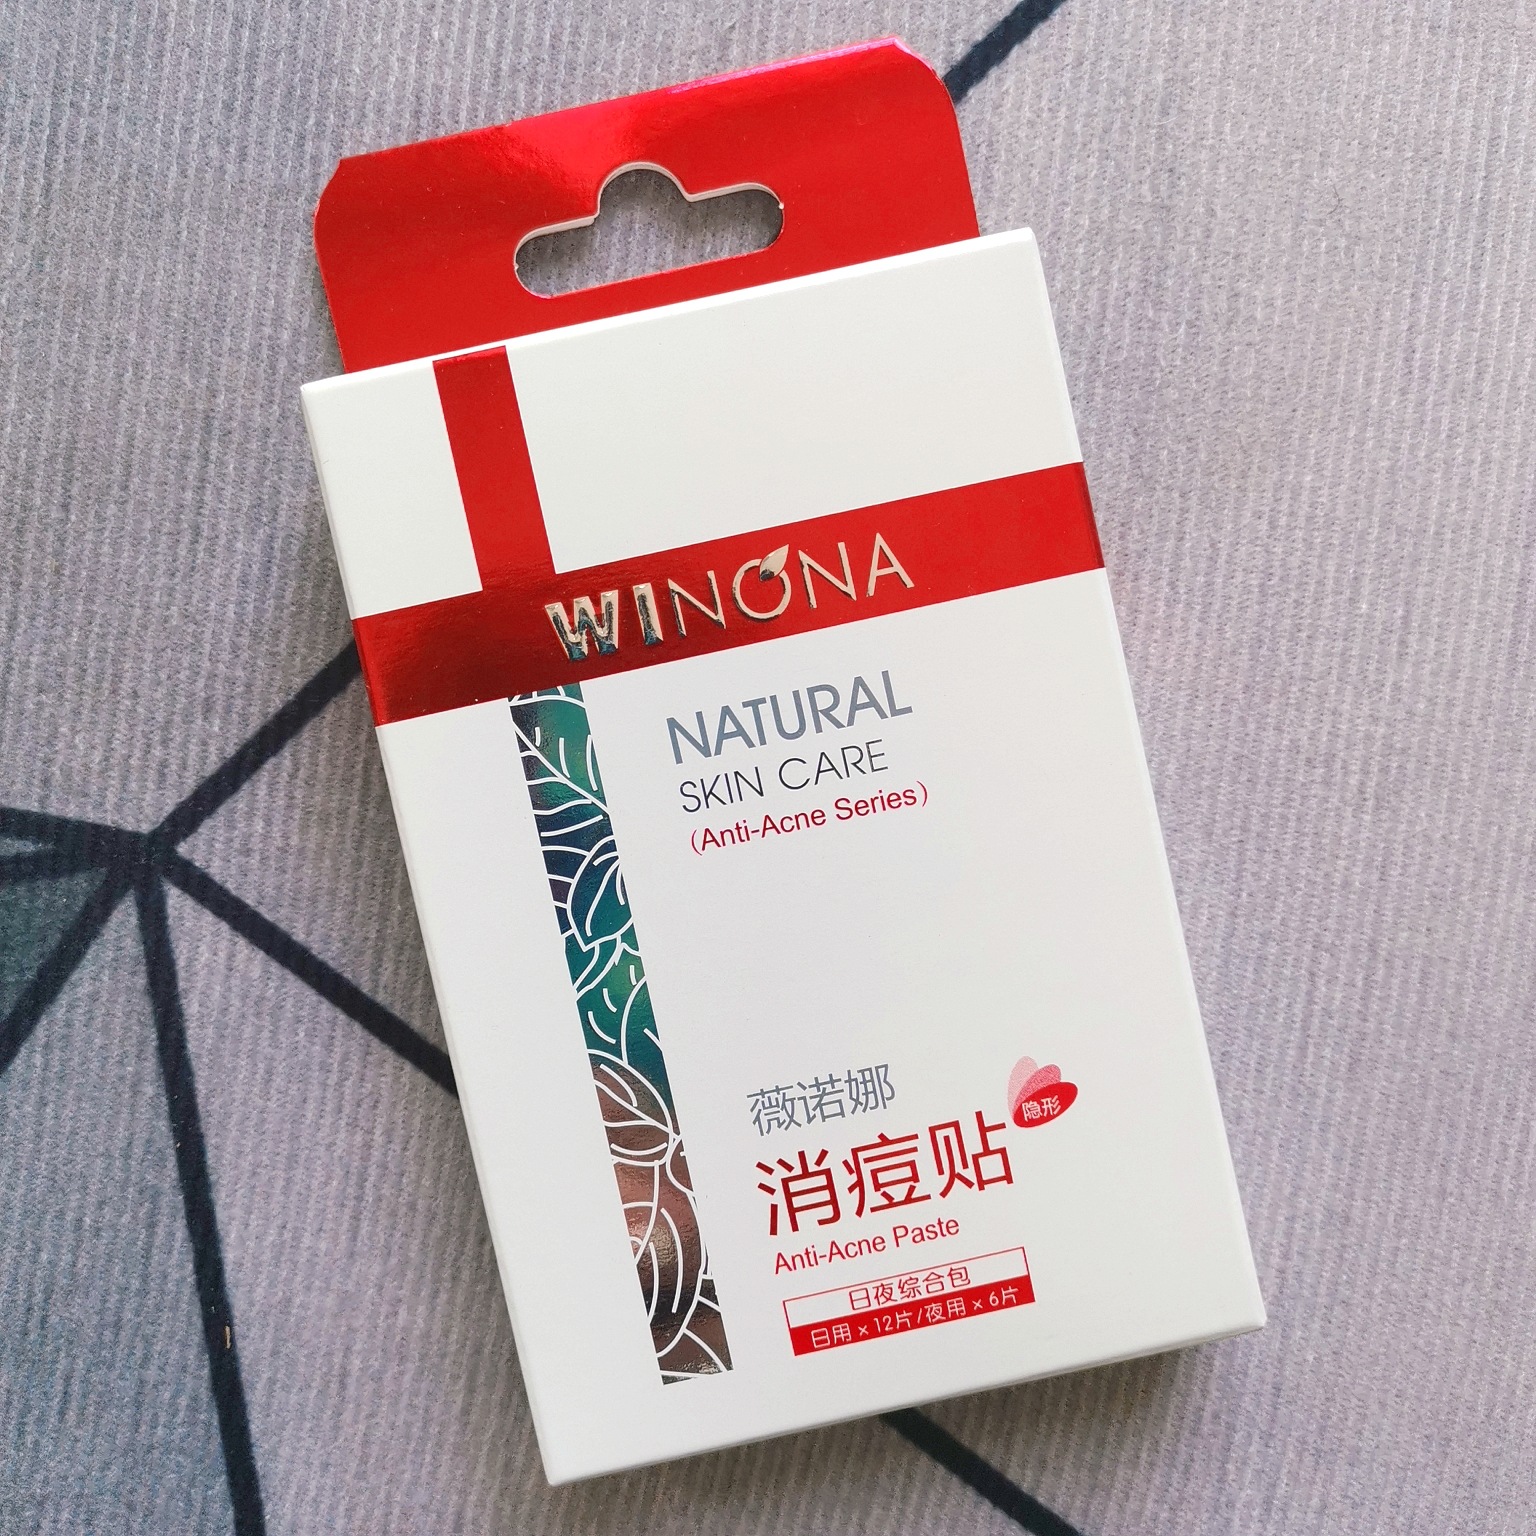 WINONA
NATURAL
SKIN CARE
(Anti-Acne Series)
薇诺娜
隐形
消痘贴
Anti-Acne Paste
日夜综合包
日用×12片/夜用×6片